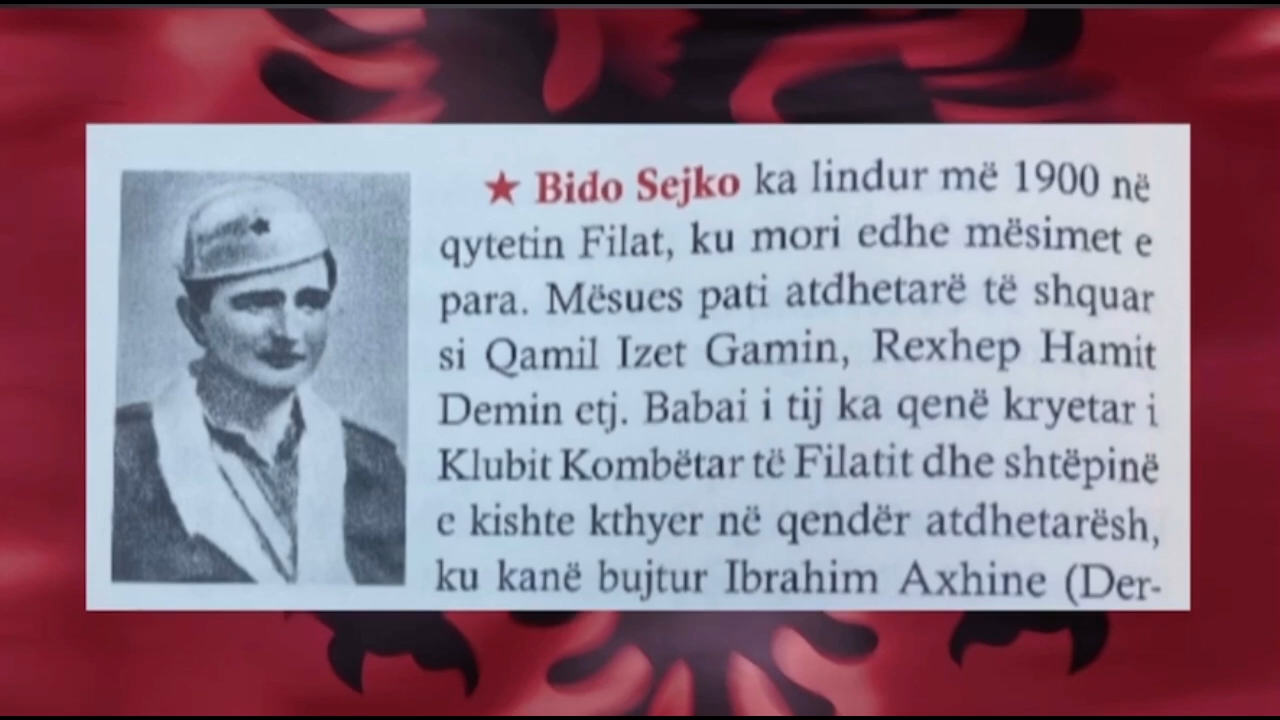 ★ Bido Sejko ka lindur më 1900 në
qytetin Filat, ku mori edhe mësimet e
para. Mësues pati atdhetarë të shquar
si Qamil Izet Gamin, Rexhep Hamit
Demin etj. Babai i tij ka qenë kryetar i
Klubit Kombëtar të Filatit dhe shtëpinë
e kishte kthyer në qendër atdhetarësh,
ku kanë bujtur Ibrahim Axhine (Der-